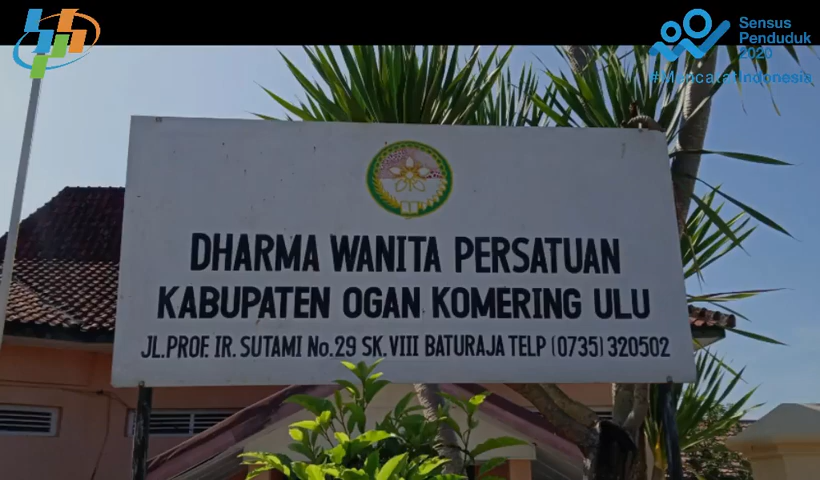 Sensus
Penduduk
2020
#MencatatIndonesia
DHARMA WANITA PERSATUAN
KABUPATEN OGAN KOMERING ULU
JL.PROF. IR. SUTAMI No.29 SK.VIII BATURAJA TELP (0735) 320502